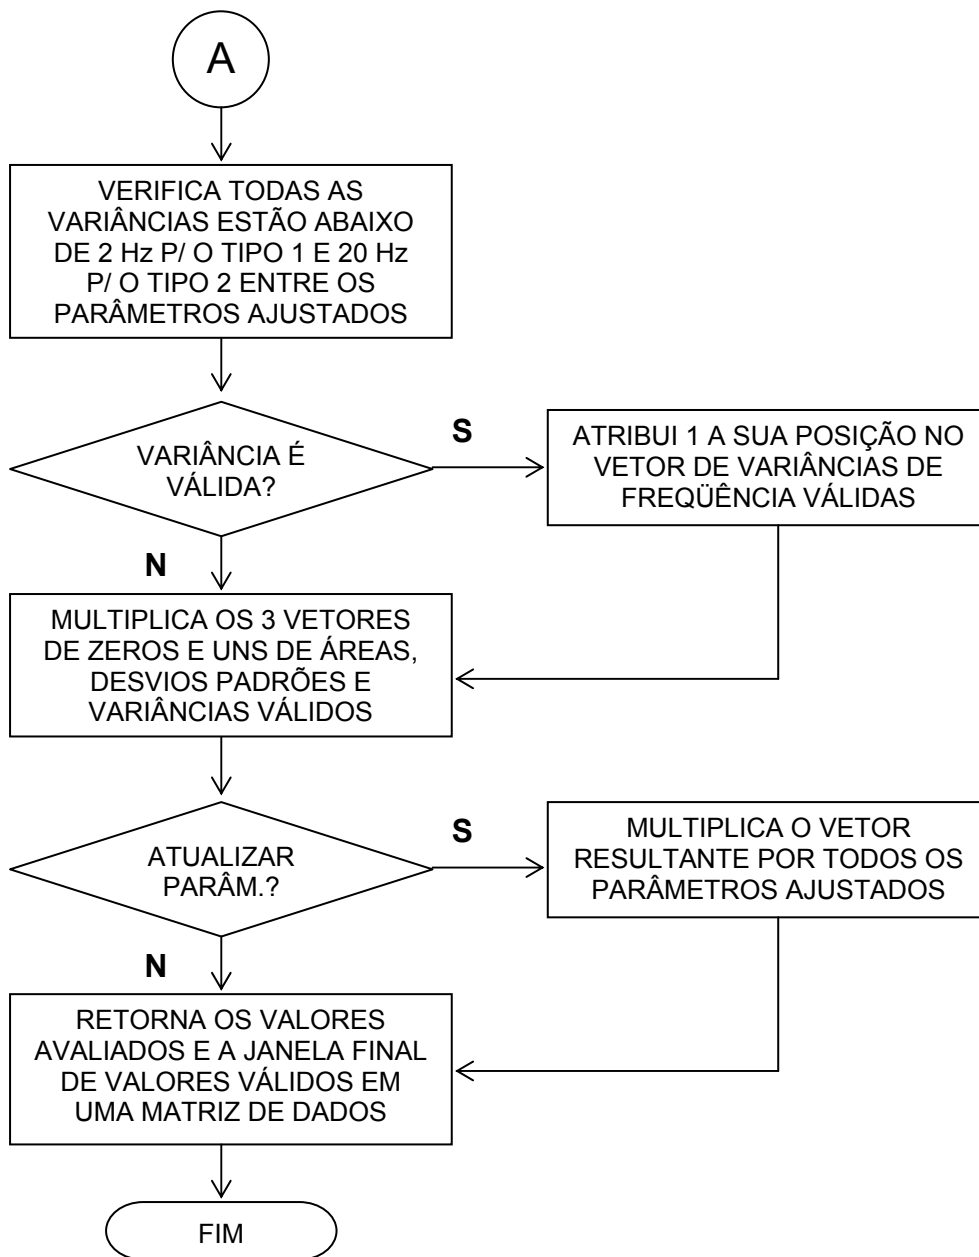 A
VERIFICA TODAS AS
VARIÂNCIAS ESTÃO ABAIXO
DE 2 Hz P/ O TIPO 1 E 20 Hz
P/ O TIPO 2 ENTRE OS
PARÂMETROS AJUSTADOS
VARIÂNCIA É
VÁLIDA?
S
ATRIBUI 1 A SUA POSIÇÃO NO
VETOR DE VARIÂNCIAS DE
FREQÜÊNCIA VÁLIDAS
N
MULTIPLICA OS 3 VETORES
DE ZEROS E UNS DE ÁREAS,
DESVIOS PADRÕES E
VARIÂNCIAS VÁLIDOS
ATUALIZAR
PARÂM.?
S
MULTIPLICA O VETOR
RESULTANTE POR TODOS OS
PARÂMETROS AJUSTADOS
N
RETORNA OS VALORES
AVALIADOS E A JANELA FINAL
DE VALORES VÁLIDOS EM
UMA MATRIZ DE DADOS
FIM